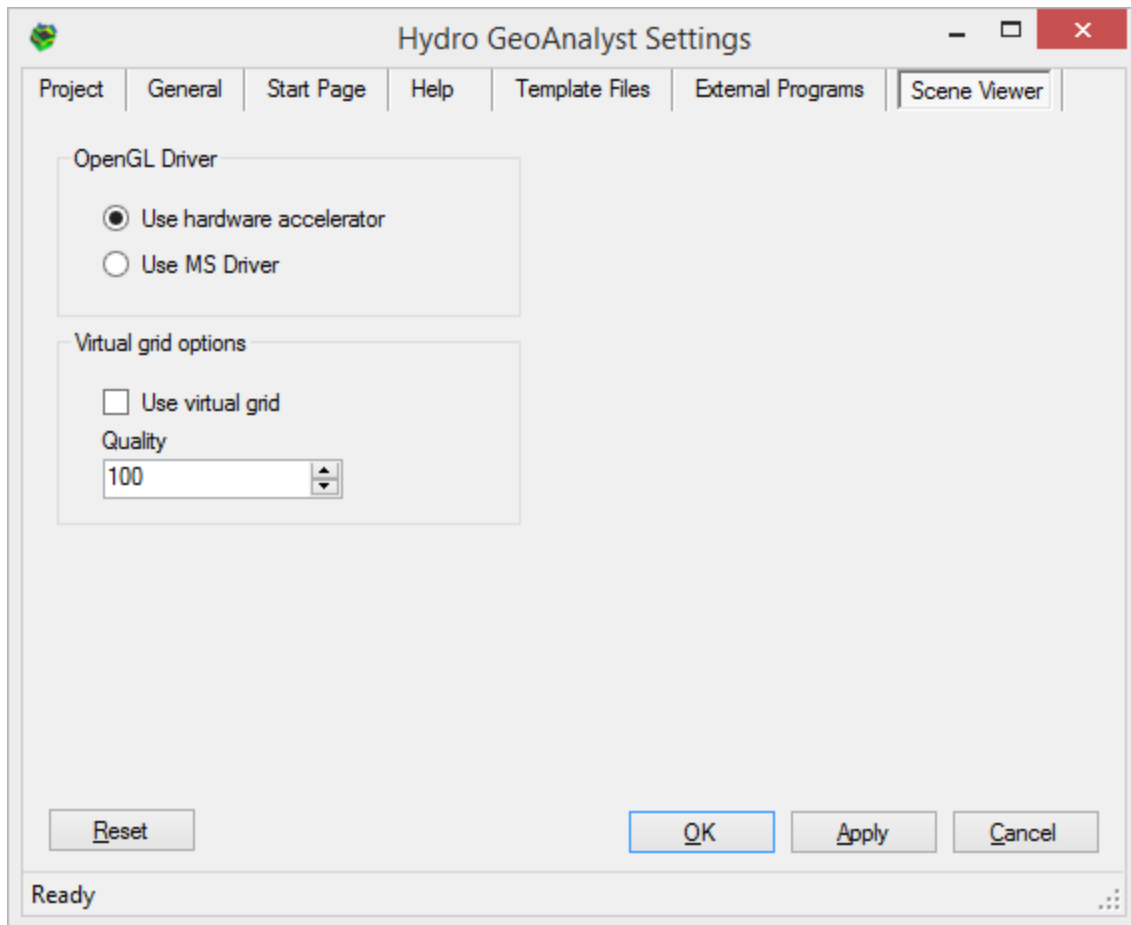 Hydro GeoAnalyst Settings
Project General Start Page Help Template Files External Programs Scene Viewer
OpenGL Driver
Use hardware accelerator
Use MS Driver
Virtual grid options
Use virtual grid
Quality
100
Reset OK Apply Cancel
Ready